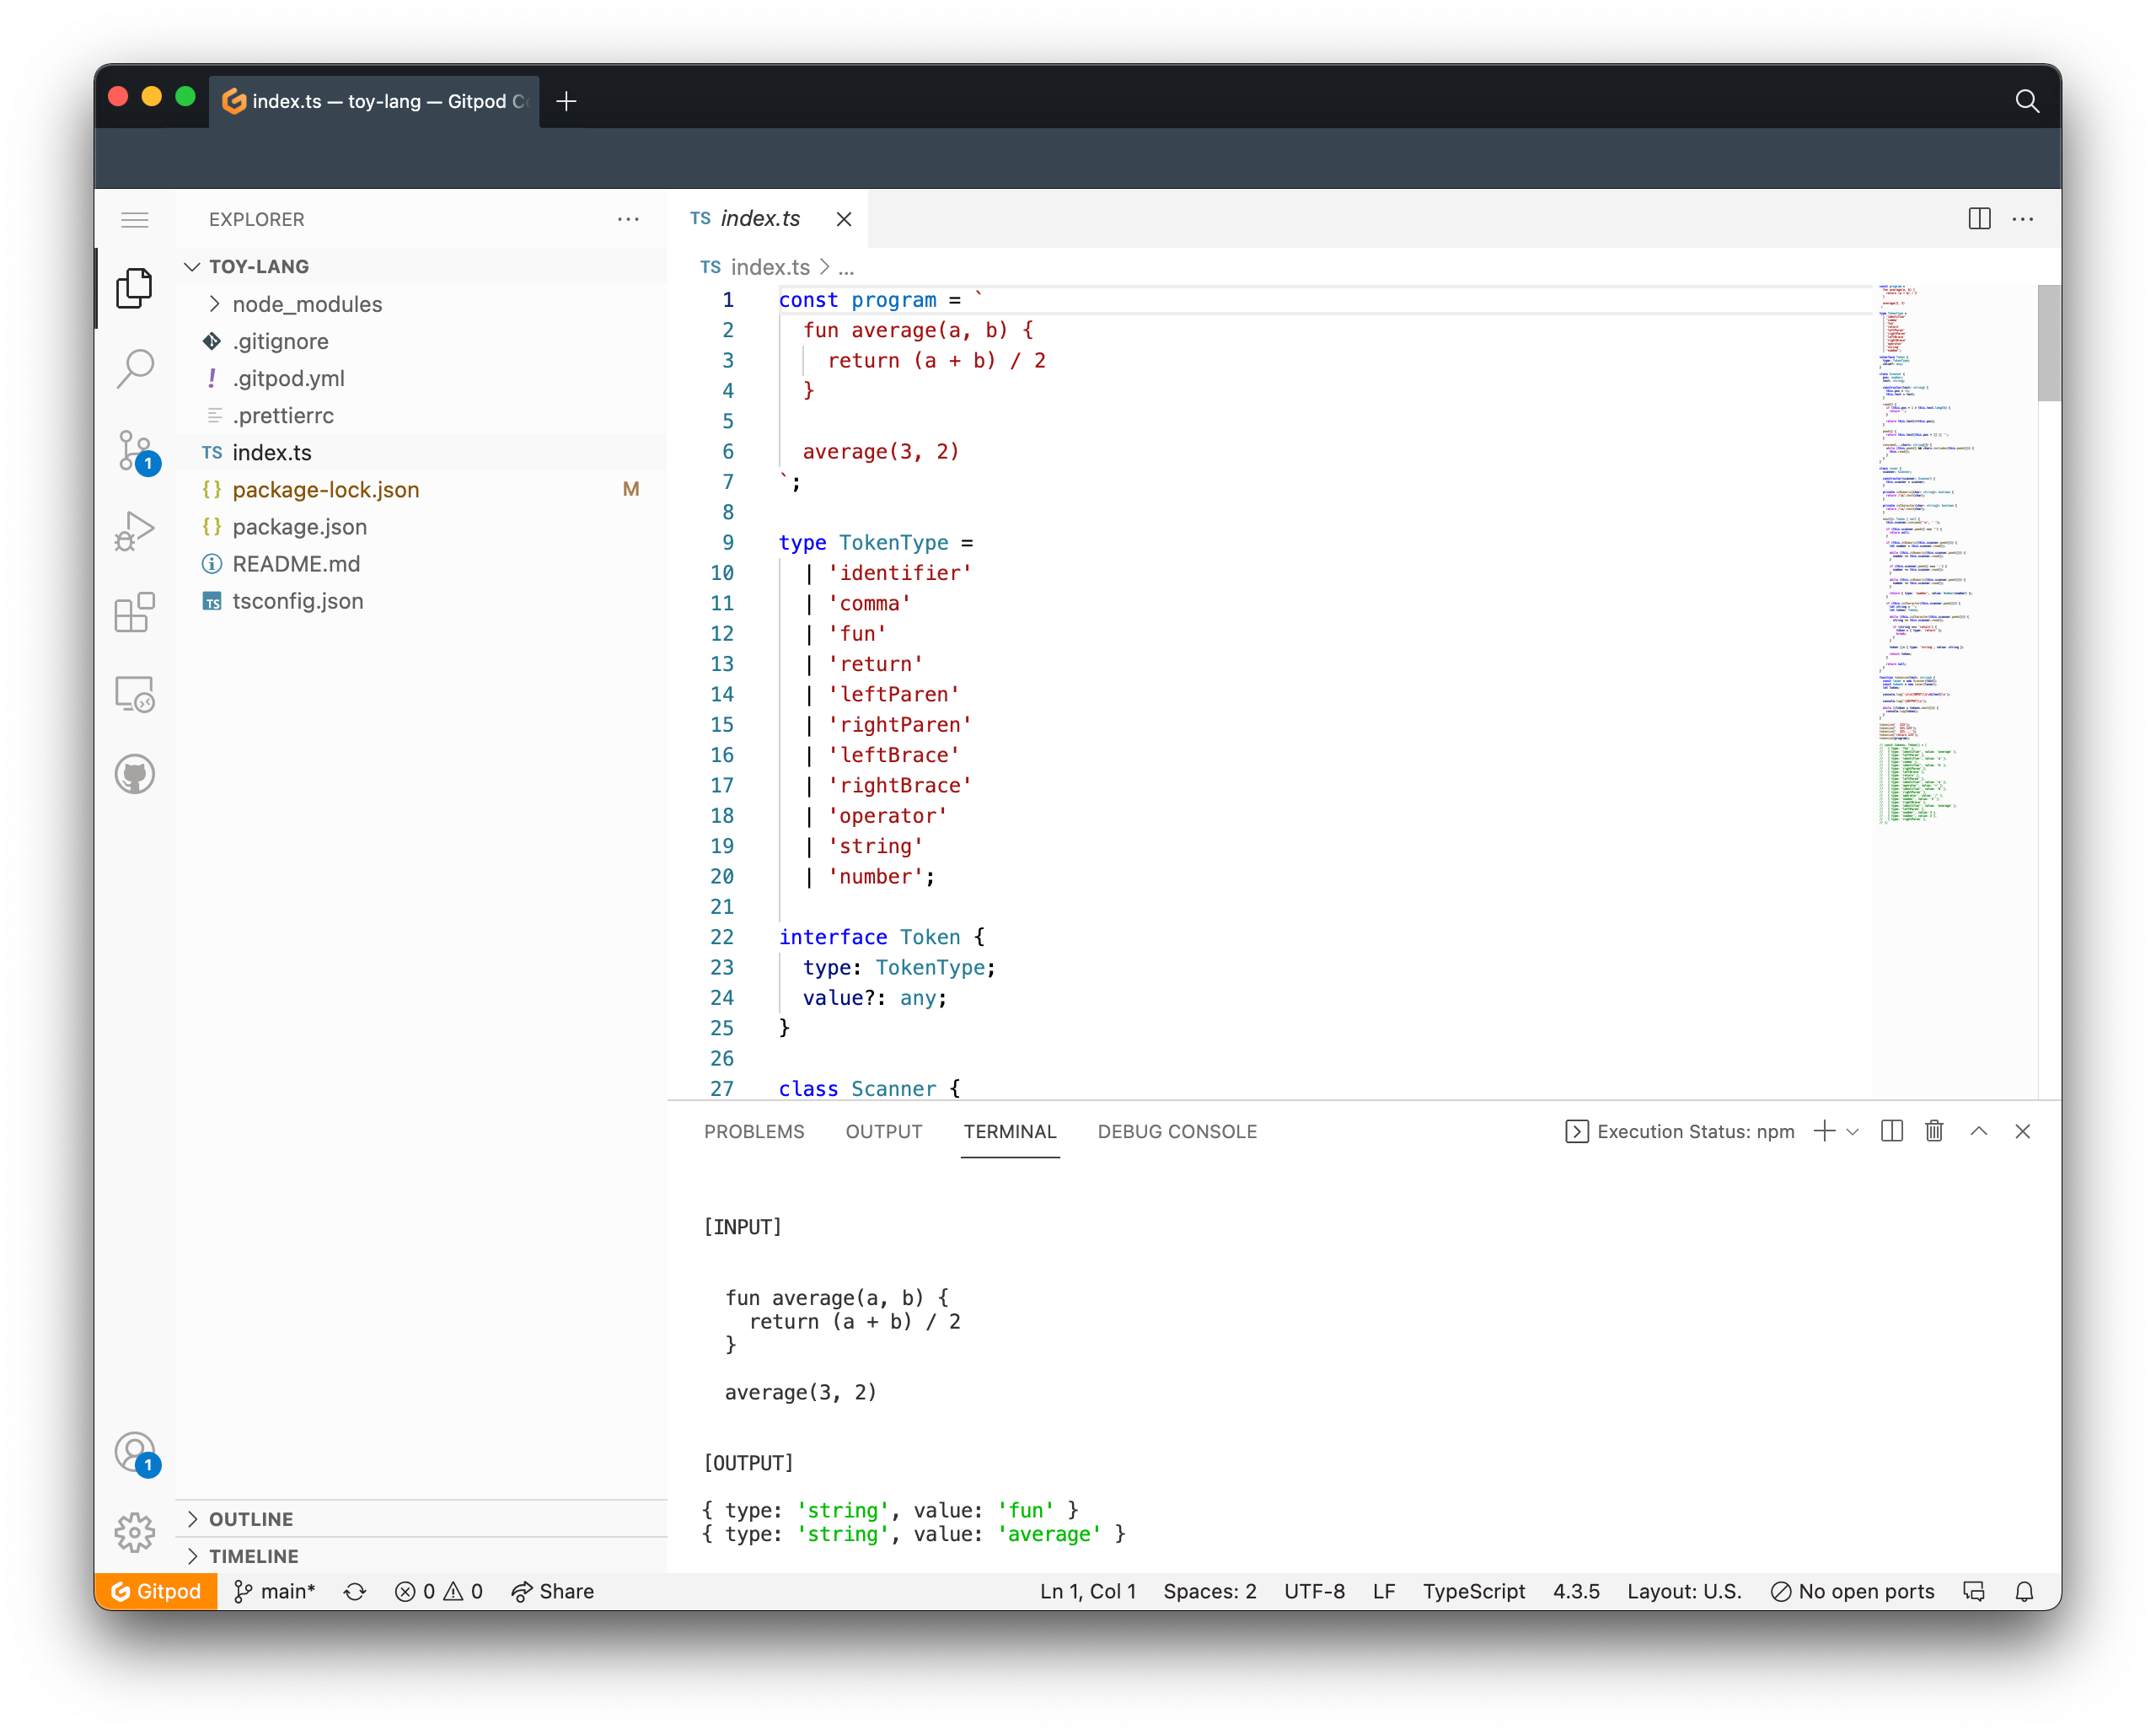 index.ts — toy-lang — Gitpod C
EXPLORER
TOY-LANG
node_modules
.gitignore
.gitpod.yml
.prettierrc
TS index.ts
{} package-lock.json M
{} package.json
README.md
TS tsconfig.json
1
1
OUTLINE
TIMELINE
TS index.ts
TS index.ts > ...
1 const program = `
2 fun average(a, b) {
3 return (a + b) / 2
4 }
5
6 average(3, 2)
7 `;
8
9 type TokenType =
10 | 'identifier'
11 | 'comma'
12 | 'fun'
13 | 'return'
14 | 'leftParen'
15 | 'rightParen'
16 | 'leftBrace'
17 | 'rightBrace'
18 | 'operator'
19 | 'string'
20 | 'number';
21
22 interface Token {
23 type: TokenType;
24 value?: any;
25 }
26
27 class Scanner {
PROBLEMS OUTPUT TERMINAL DEBUG CONSOLE Execution Status: npm
[INPUT]
fun average(a, b) {
return (a + b) / 2
}
average(3, 2)
[OUTPUT]
{ type: 'string', value: 'fun' }
{ type: 'string', value: 'average' }
Gitpod main* 0 0 Share Ln 1, Col 1 Spaces: 2 UTF-8 LF TypeScript 4.3.5 Layout: U.S. No open ports